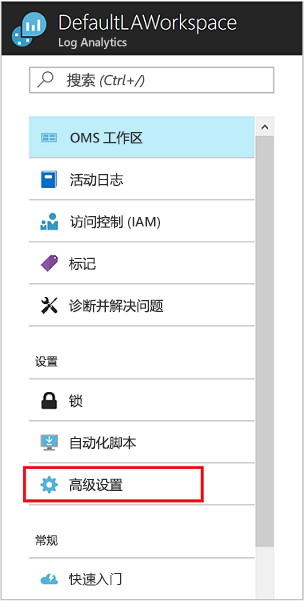 DefaultLAWorkspace
Log Analytics
搜索 (Ctrl+/)
OMS 工作区
活动日志
访问控制 (IAM)
标记
诊断并解决问题
设置
锁
自动化脚本
高级设置
常规
快速入门